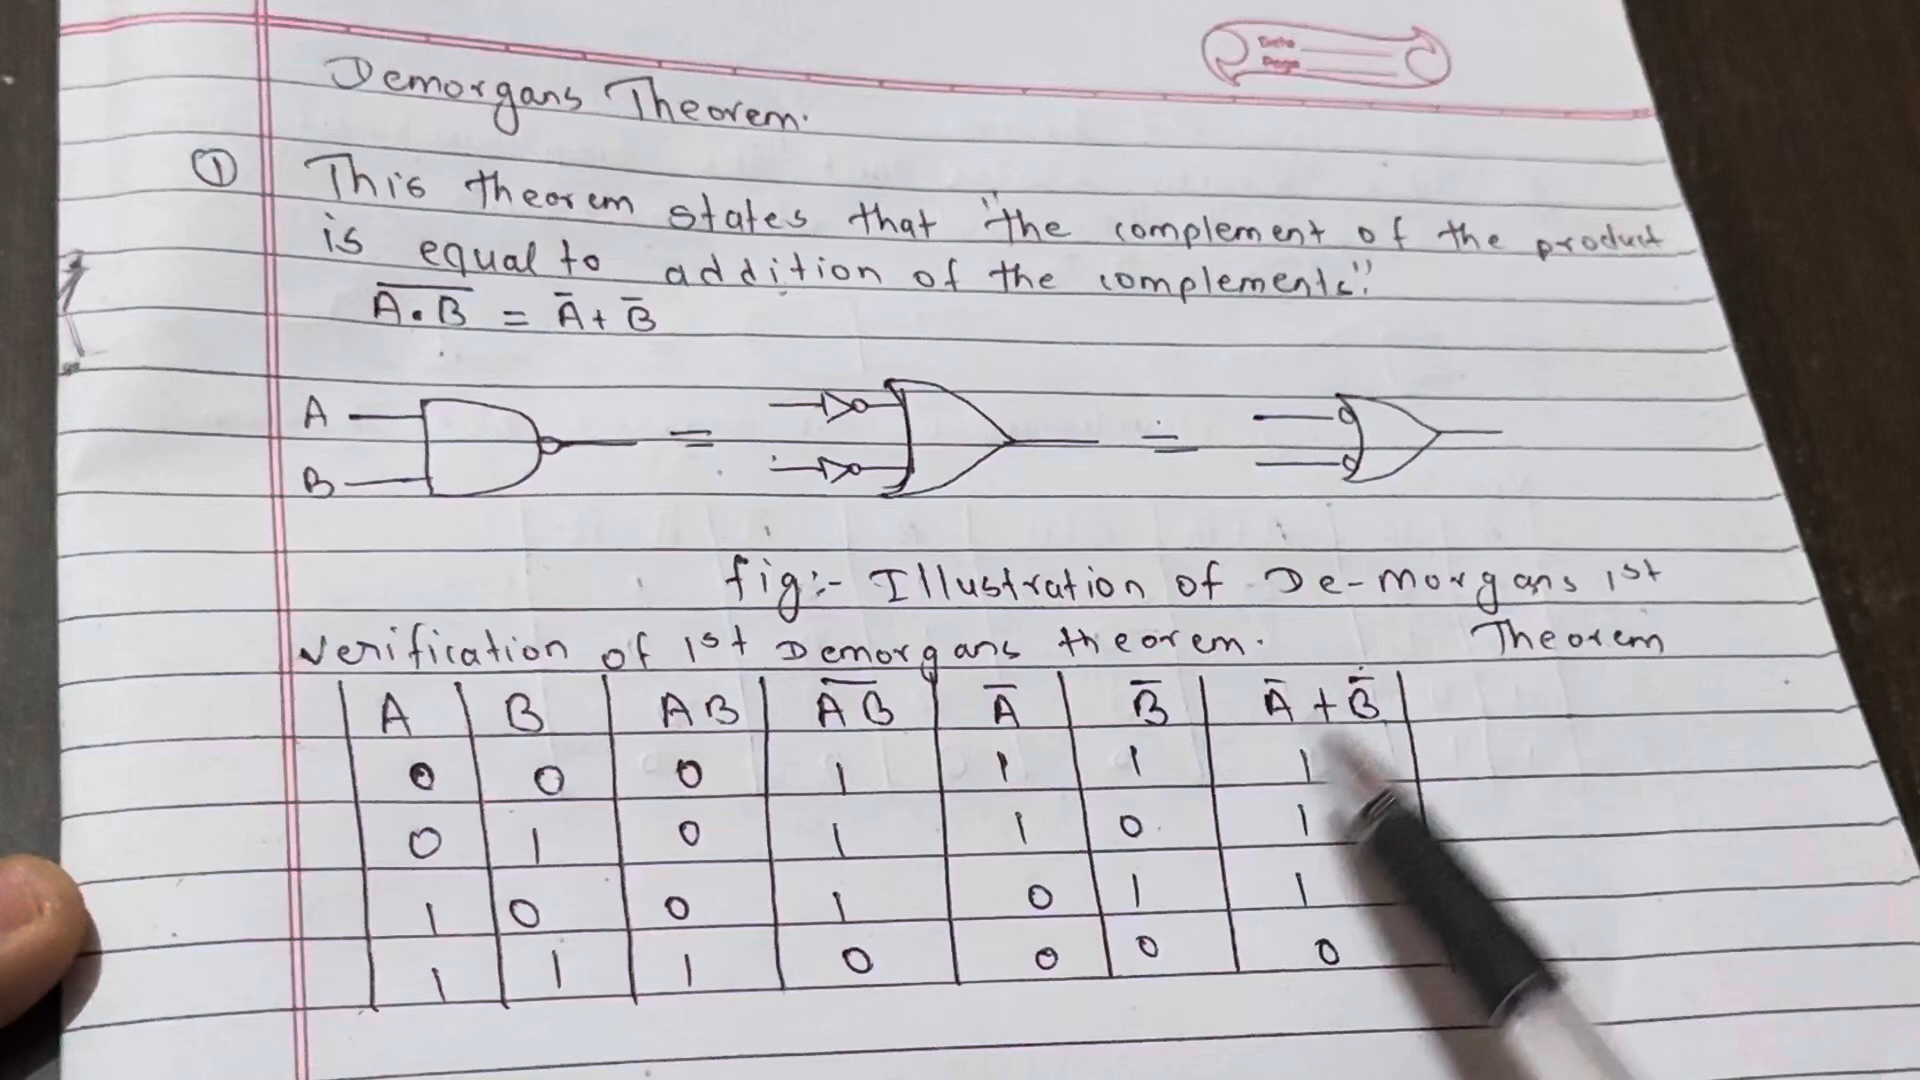 Date
Page
Demorgans Theorem.
① This theorem states that "the complement of the product
is equal to addition of the complements"
A̅.̅B̅ = A̅ + B̅
A
B
= =
fig:- Illustration of De-morgans 1st
Theorem
verification of 1st Demorgans theorem.
A B AB A̅B̅ A̅ B̅ A̅ + B̅
0 0 0 1 1 1 1
0 1 0 1 1 0 1
1 0 0 1 0 1 1
1 1 1 0 0 0 0